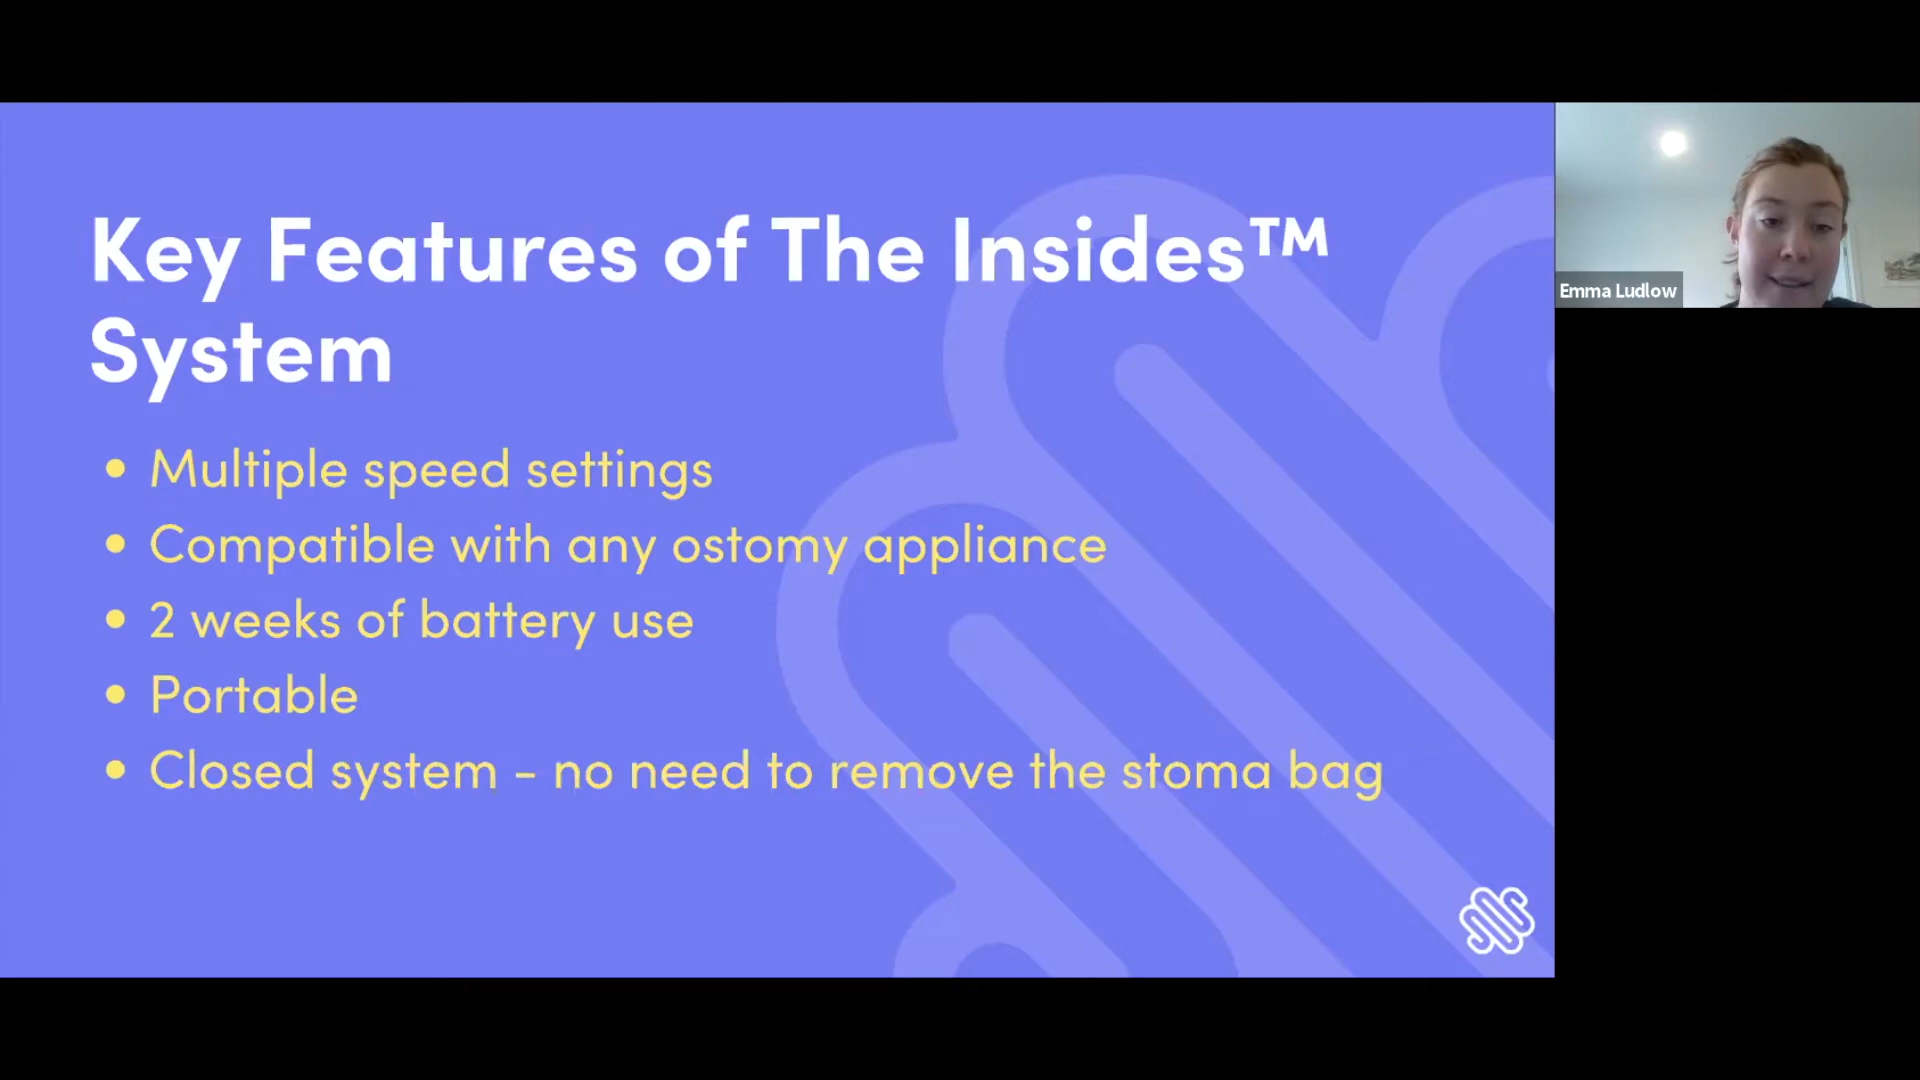 Key Features of The Insides™
System
• Multiple speed settings
• Compatible with any ostomy appliance
• 2 weeks of battery use
• Portable
• Closed system - no need to remove the stoma bag
Emma Ludlow